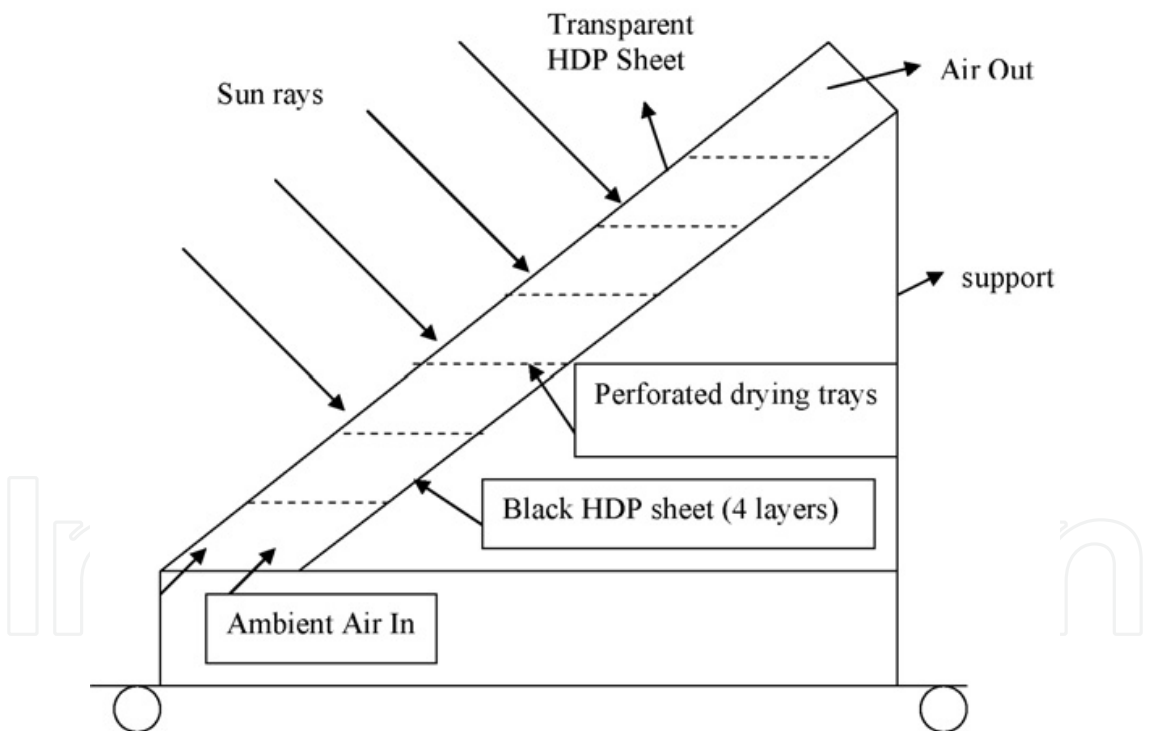 Transparent
HDP Sheet
Air Out
Sun rays
support
Perforated drying trays
Black HDP sheet (4 layers)
Ambient Air In